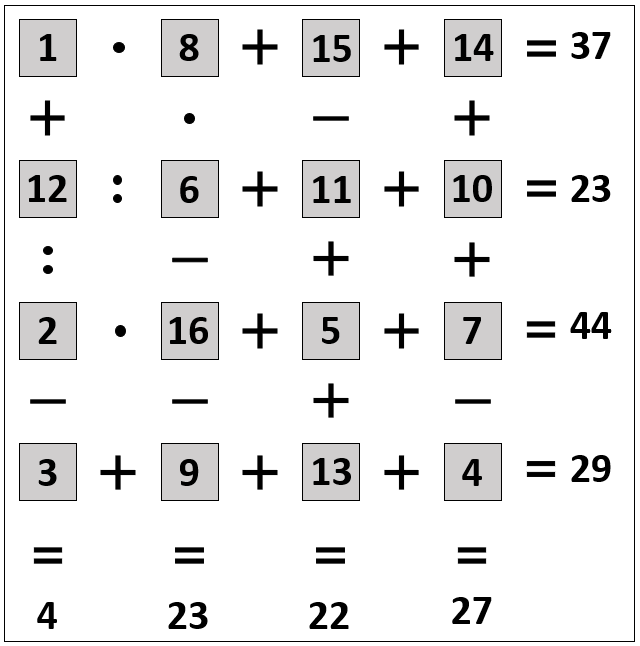 1 · 8 + 15 + 14 = 37
+ · − +
12 : 6 + 11 + 10 = 23
: − + +
2 · 16 + 5 + 7 = 44
− − + −
3 + 9 + 13 + 4 = 29
= = = =
4 23 22 27